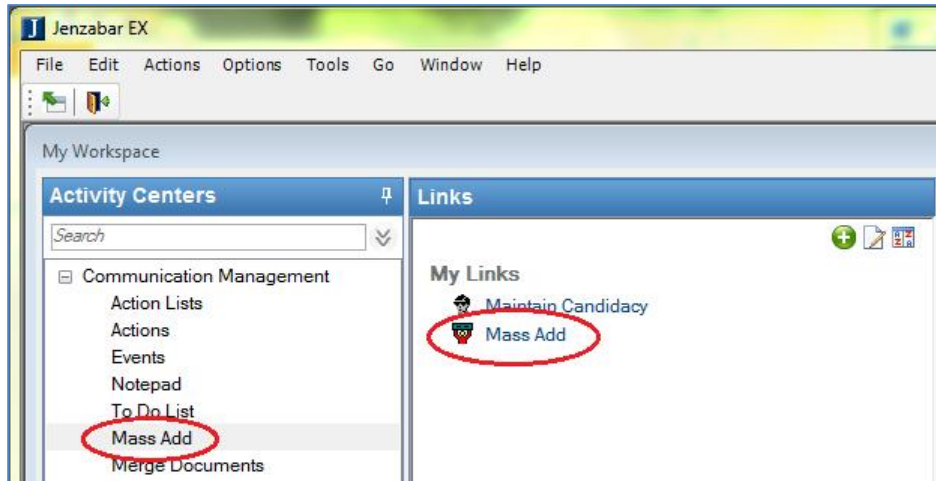 Jenzabar EX
File Edit Actions Options Tools Go Window Help
My Workspace
Activity Centers
Search
Communication Management
Action Lists
Actions
Events
Notepad
To Do List
Mass Add
Merge Documents
Links
My Links
Maintain Candidacy
Mass Add